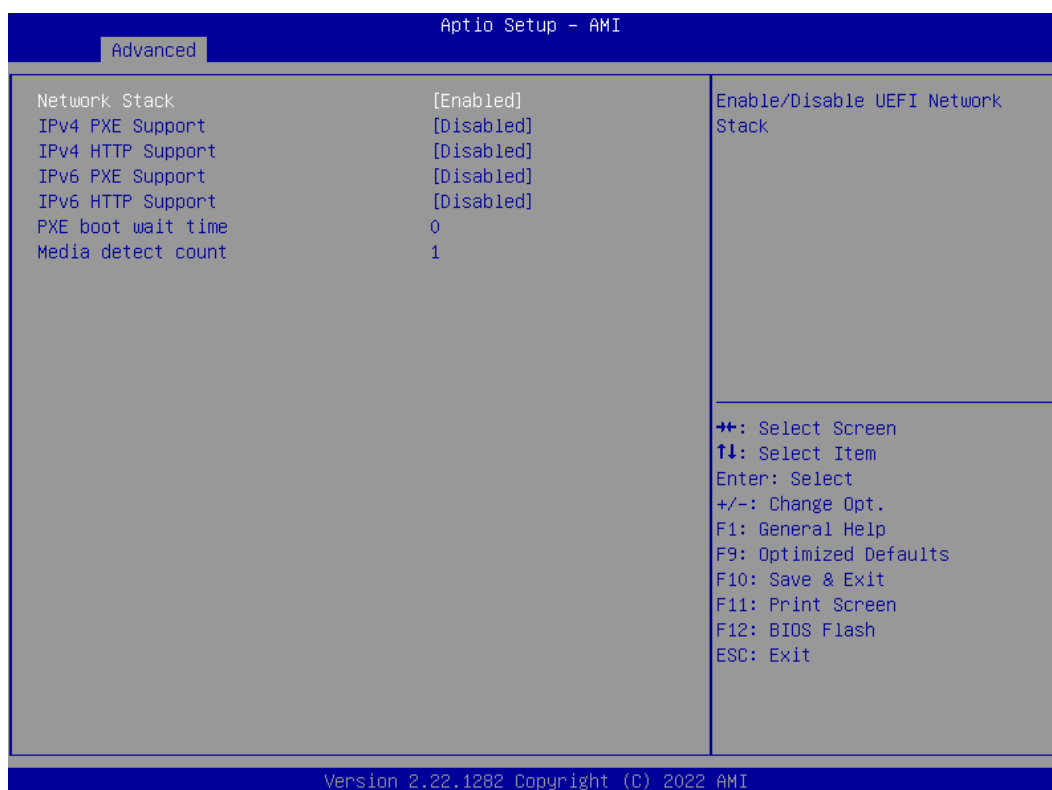 Aptio Setup – AMI
Advanced
Network Stack [Enabled]
IPv4 PXE Support [Disabled]
IPv4 HTTP Support [Disabled]
IPv6 PXE Support [Disabled]
IPv6 HTTP Support [Disabled]
PXE boot wait time 0
Media detect count 1
Enable/Disable UEFI Network
Stack
→←: Select Screen
↑↓: Select Item
Enter: Select
+/-: Change Opt.
F1: General Help
F9: Optimized Defaults
F10: Save & Exit
F11: Print Screen
F12: BIOS Flash
ESC: Exit
Version 2.22.1282 Copyright (C) 2022 AMI